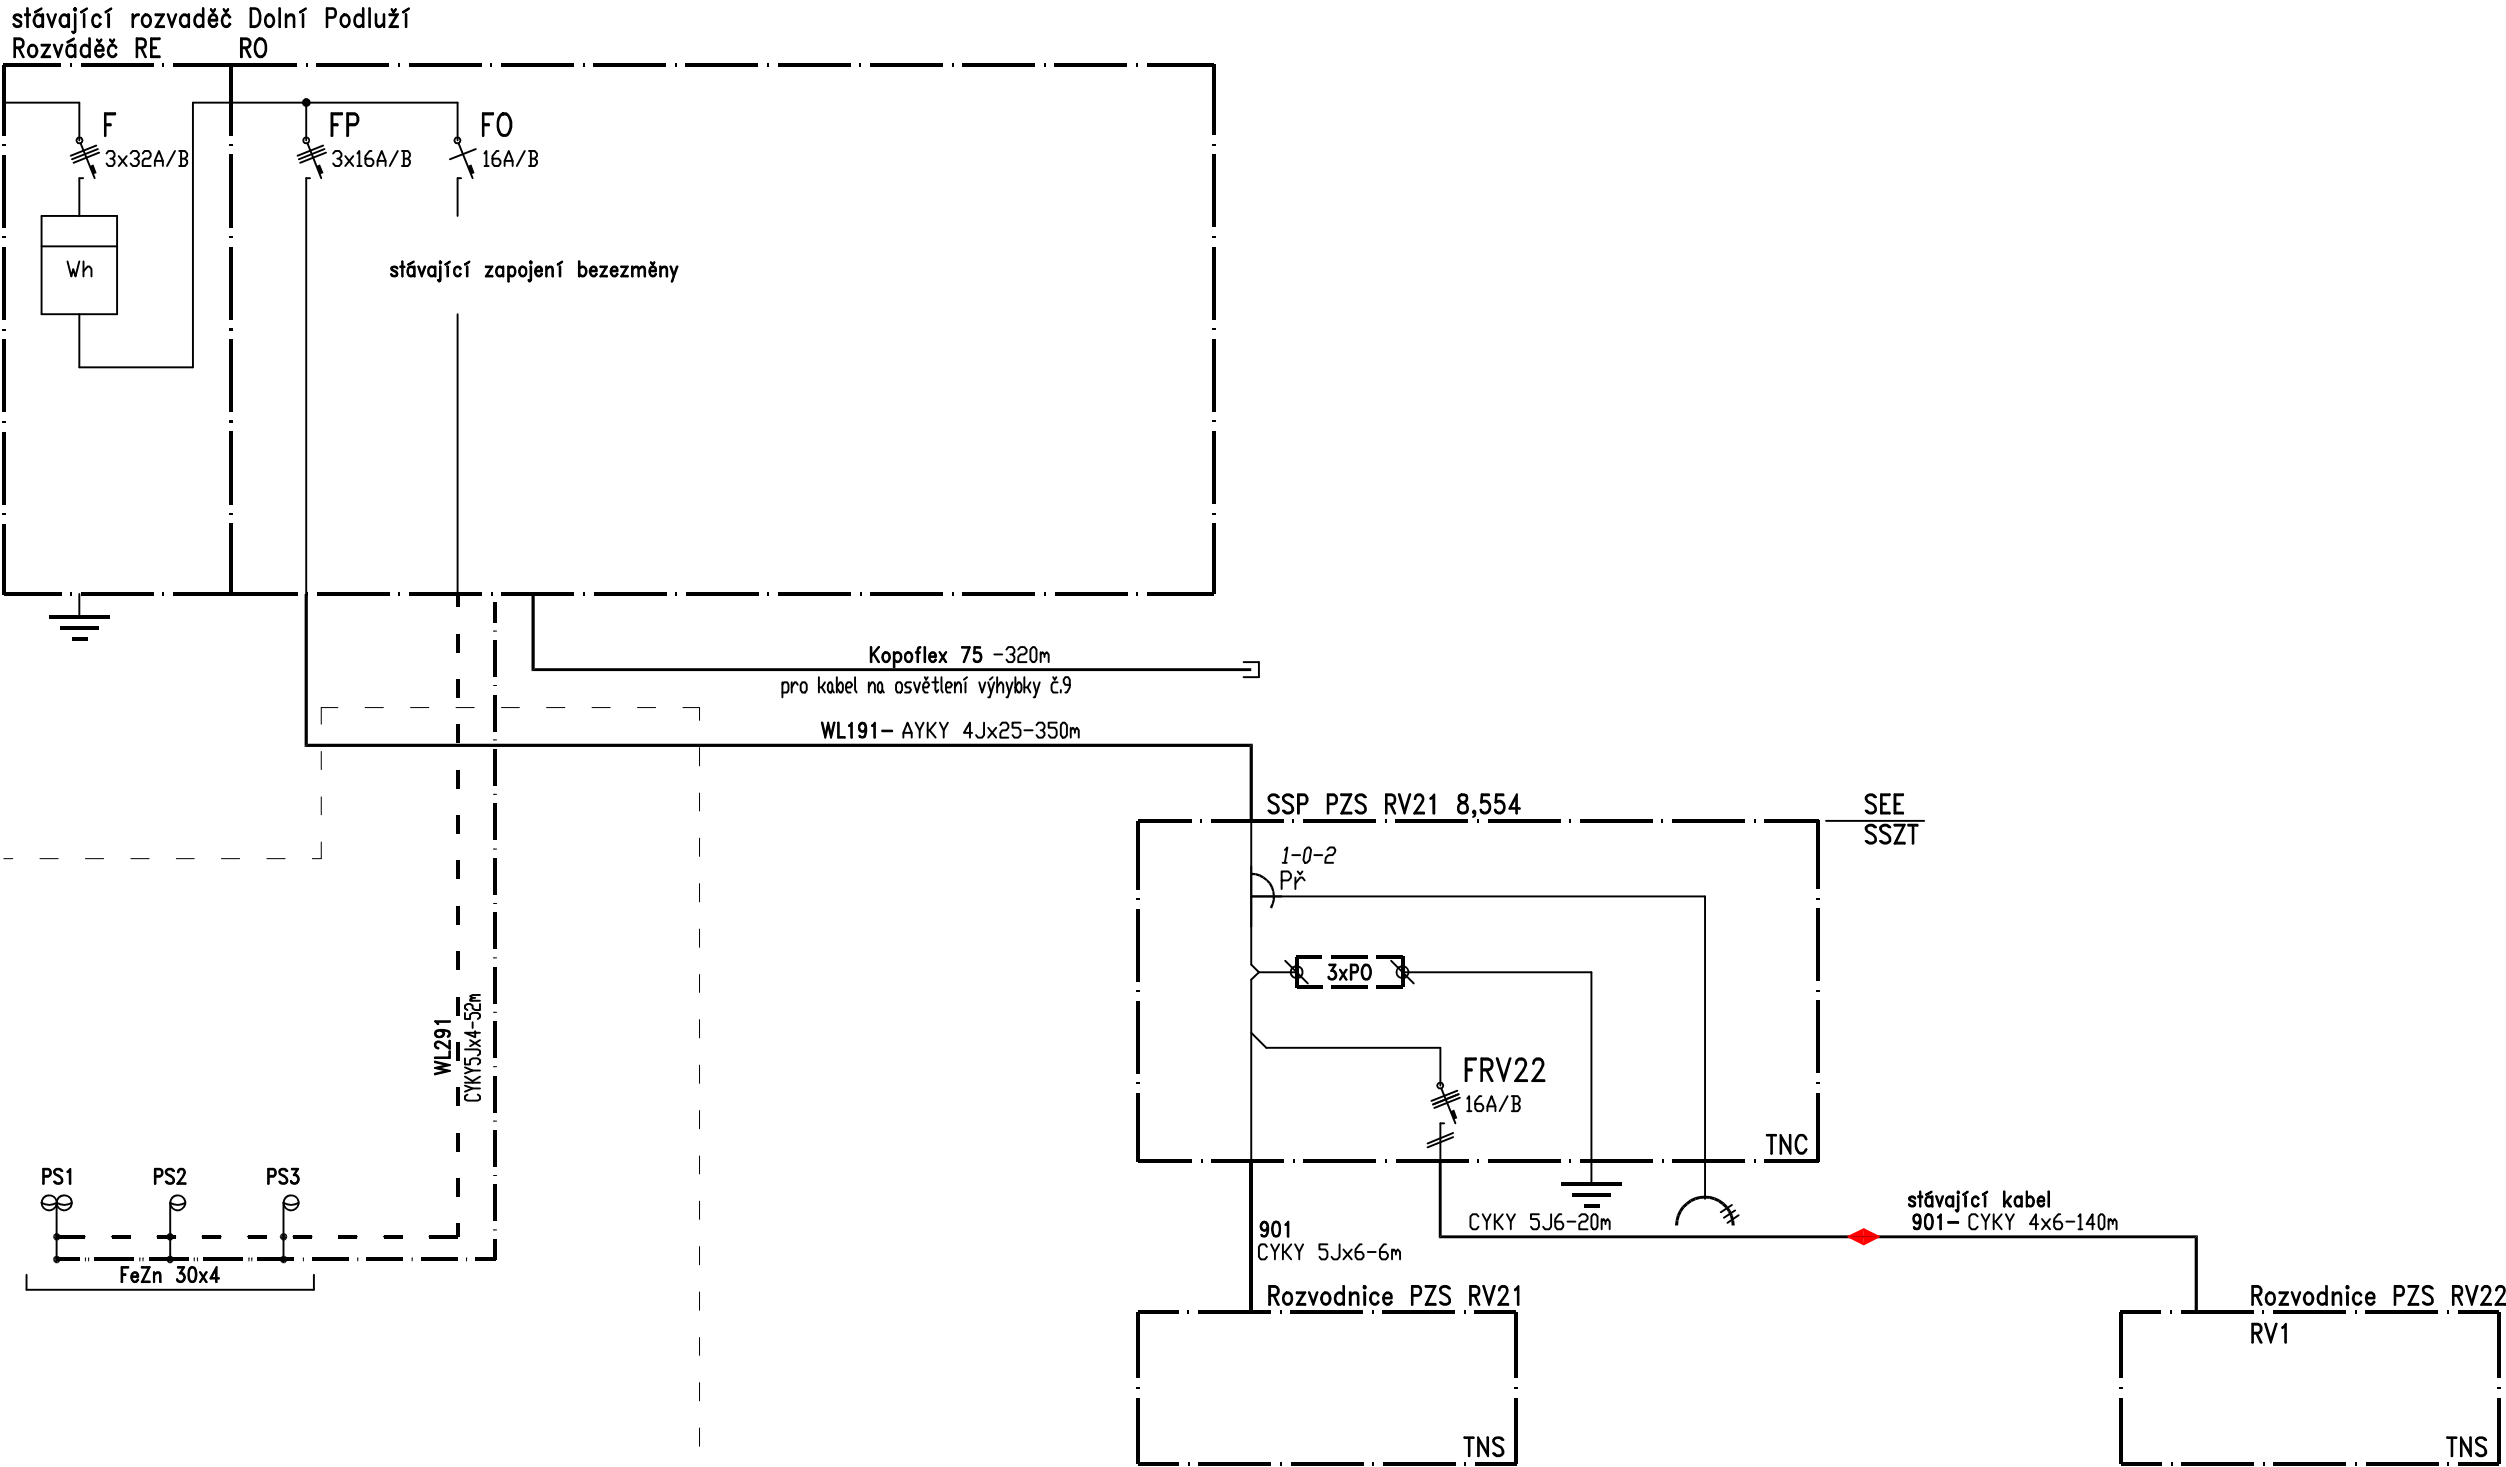 stávající rozvaděč Dolní Podluží
Rozváděč RE
RO
F
3x32A/B
FP
3x16A/B
FO
16A/B
Wh
stávající zapojení bezezměny
Kopoflex 75 -320m
pro kabel na osvětlení výhybky č.9
WL191- AYKY 4Jx25-350m
SSP PZS RV21 8,554
SEE
SSZT
1-0-2
Př
3xPO
FRV22
16A/B
TNC
WL291
CYKY5Jx4-52m
PS1
PS2
PS3
FeZn 30x4
901
CYKY 5Jx6-6m
CYKY 5J6-20m
stávající kabel
901- CYKY 4x6-140m
Rozvodnice PZS RV21
TNS
Rozvodnice PZS RV22
RV1
TNS